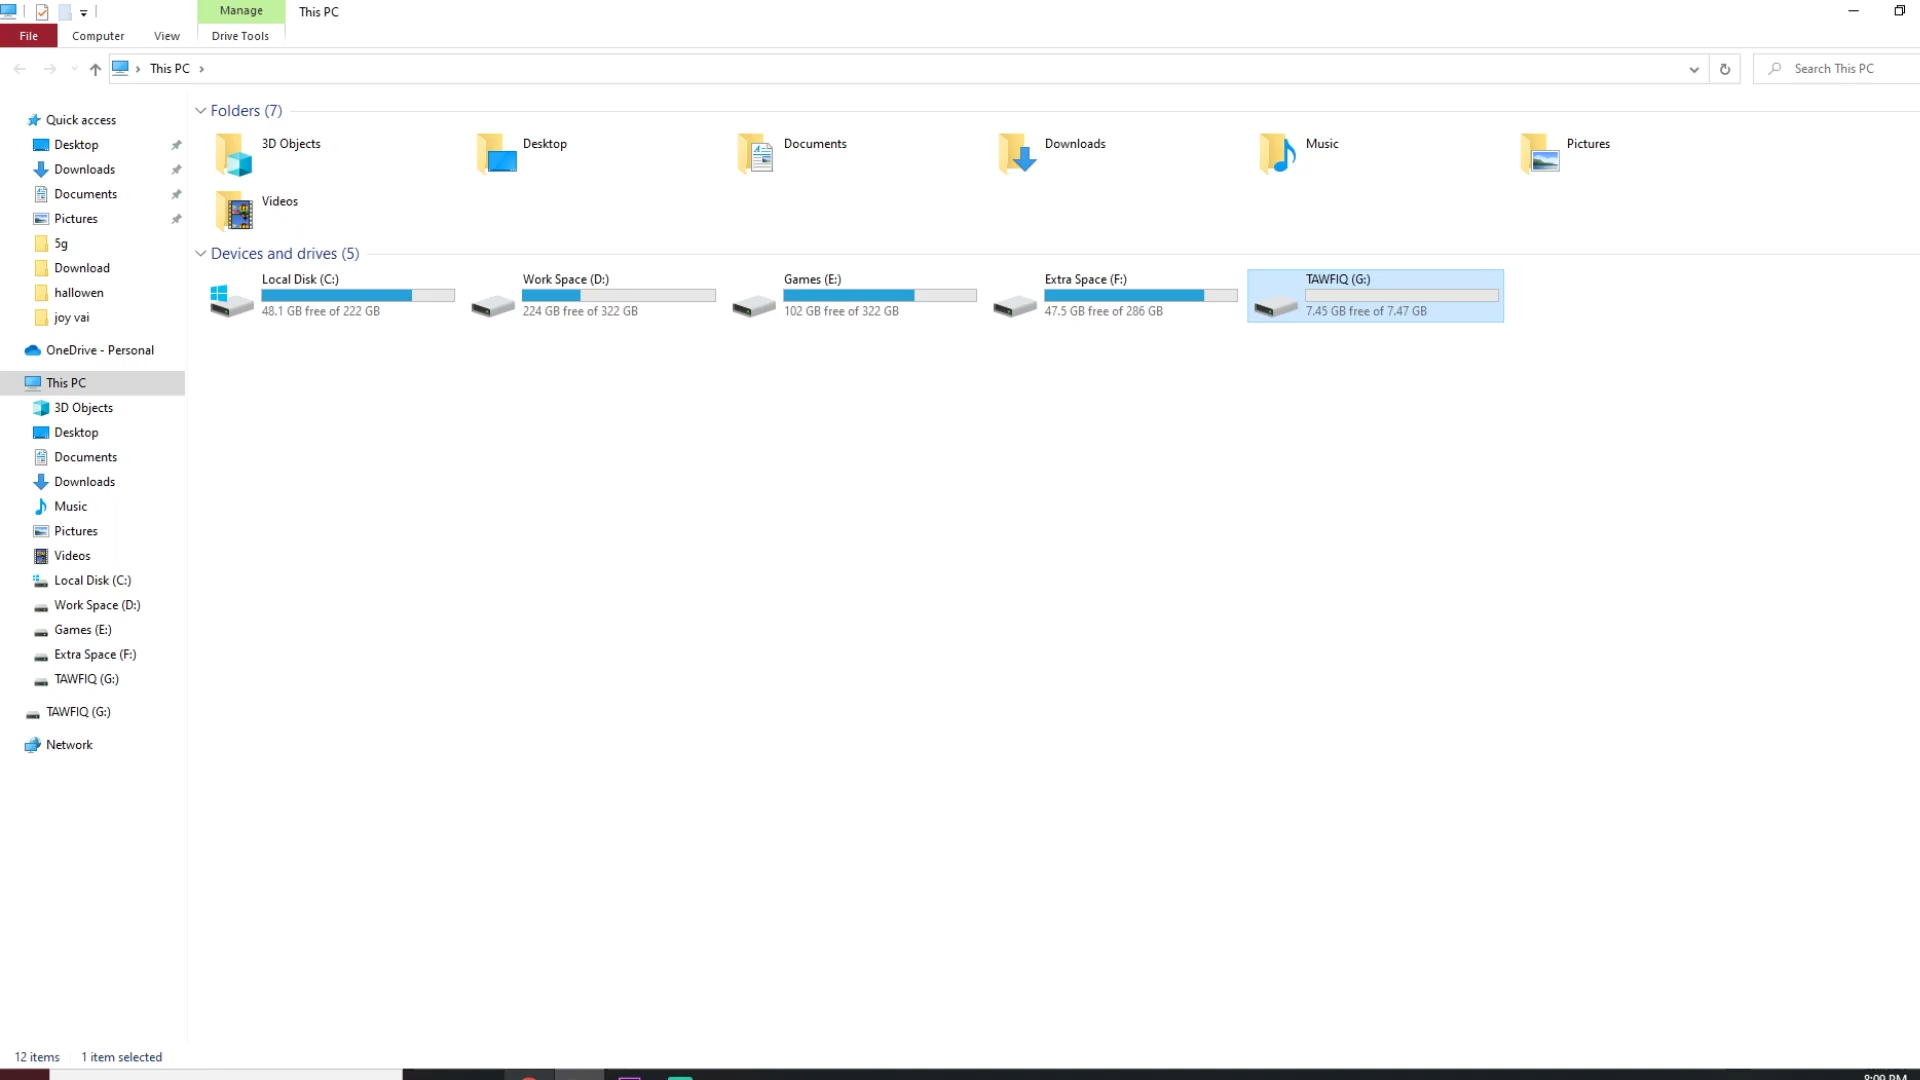 Manage
This PC
File
Computer
View
Drive Tools
This PC
Search This PC
Quick access
Desktop
Downloads
Documents
Pictures
5g
Download
hallowen
joy vai
OneDrive - Personal
This PC
3D Objects
Desktop
Documents
Downloads
Music
Pictures
Videos
Local Disk (C:)
Work Space (D:)
Games (E:)
Extra Space (F:)
TAWFIQ (G:)
TAWFIQ (G:)
Network
Folders (7)
3D Objects
Desktop
Documents
Downloads
Music
Pictures
Videos
Devices and drives (5)
Local Disk (C:)
48.1 GB free of 222 GB
Work Space (D:)
224 GB free of 322 GB
Games (E:)
102 GB free of 322 GB
Extra Space (F:)
47.5 GB free of 286 GB
TAWFIQ (G:)
7.45 GB free of 7.47 GB
12 items
1 item selected
8:09 PM